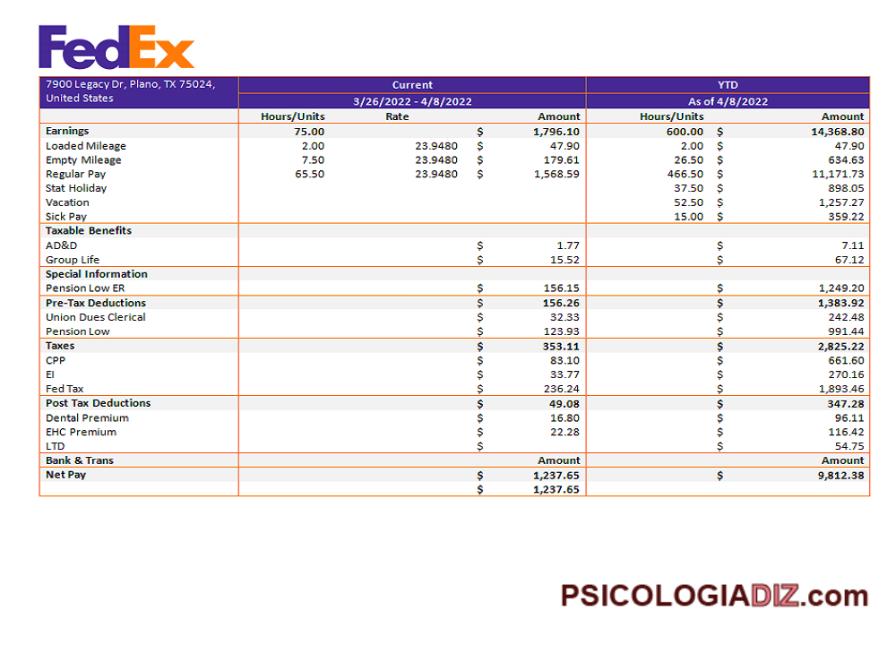 FedEx
7900 Legacy Dr, Plano, TX 75024, United States Current YTD
3/26/2022 - 4/8/2022 As of 4/8/2022
Hours/Units Rate Amount Hours/Units Amount
Earnings 75.00 $ 1,796.10 600.00 $ 14,368.80
Loaded Mileage 2.00 23.9480 $ 47.90 2.00 $ 47.90
Empty Mileage 7.50 23.9480 $ 179.61 26.50 $ 634.63
Regular Pay 65.50 23.9480 $ 1,568.59 466.50 $ 11,171.73
Stat Holiday 37.50 $ 898.05
Vacation 52.50 $ 1,257.27
Sick Pay 15.00 $ 359.22
Taxable Benefits
AD&D $ 1.77 $ 7.11
Group Life $ 15.52 $ 67.12
Special Information
Pension Low ER $ 156.15 $ 1,249.20
Pre-Tax Deductions $ 156.26 $ 1,383.92
Union Dues Clerical $ 32.33 $ 242.48
Pension Low $ 123.93 $ 991.44
Taxes $ 353.11 $ 2,825.22
CPP $ 83.10 $ 661.60
EI $ 33.77 $ 270.16
Fed Tax $ 236.24 $ 1,893.46
Post Tax Deductions $ 49.08 $ 347.28
Dental Premium $ 16.80 $ 96.11
EHC Premium $ 22.28 $ 116.42
LTD $ $ 54.75
Bank & Trans Amount Amount
Net Pay $ 1,237.65 $ 9,812.38
$ 1,237.65
PSICOLOGIADIZ.com